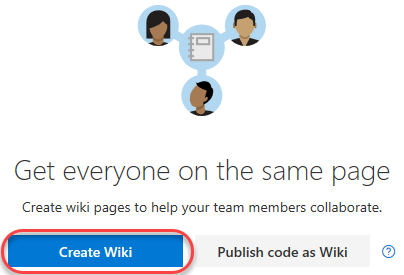 Get everyone on the same page
Create wiki pages to help your team members collaborate.
Create Wiki
Publish code as Wiki
?